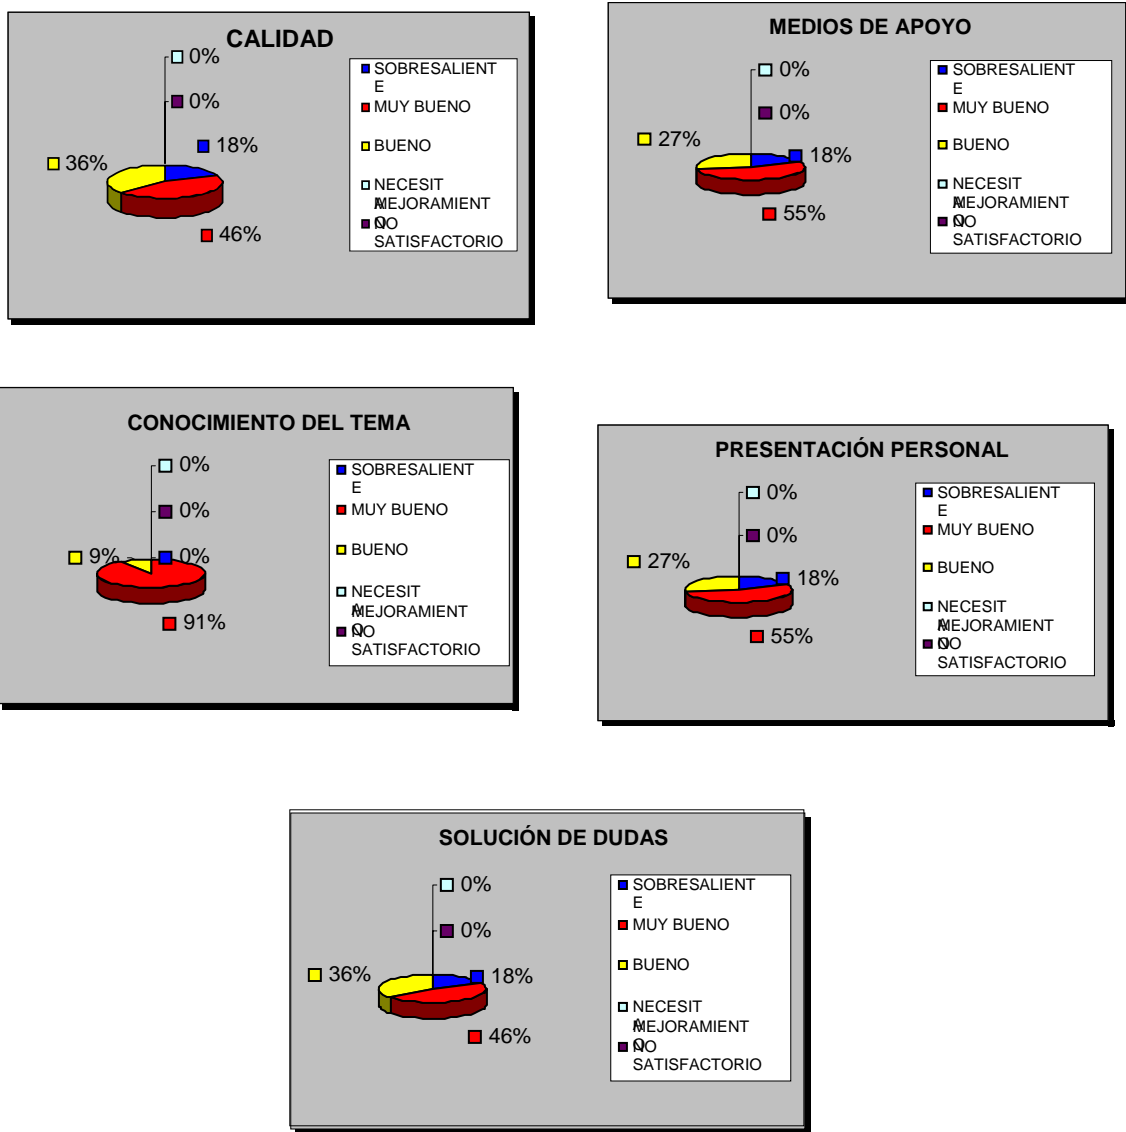 CALIDAD
0%
0%
18%
36%
46%
SOBRESALIENT
E
MUY BUENO
BUENO
NECESIT
A
MEJORAMIENT
O
NO
SATISFACTORIO
MEDIOS DE APOYO
0%
0%
27%
18%
55%
SOBRESALIENT
E
MUY BUENO
BUENO
NECESIT
A
MEJORAMIENT
O
NO
SATISFACTORIO
CONOCIMIENTO DEL TEMA
0%
0%
9%
0%
91%
SOBRESALIENT
E
MUY BUENO
BUENO
NECESIT
A
MEJORAMIENT
O
NO
SATISFACTORIO
PRESENTACIÓN PERSONAL
0%
0%
27%
18%
55%
SOBRESALIENT
E
MUY BUENO
BUENO
NECESIT
A
MEJORAMIENT
O
NO
SATISFACTORIO
SOLUCIÓN DE DUDAS
0%
0%
36%
18%
46%
SOBRESALIENT
E
MUY BUENO
BUENO
NECESIT
A
MEJORAMIENT
O
NO
SATISFACTORIO